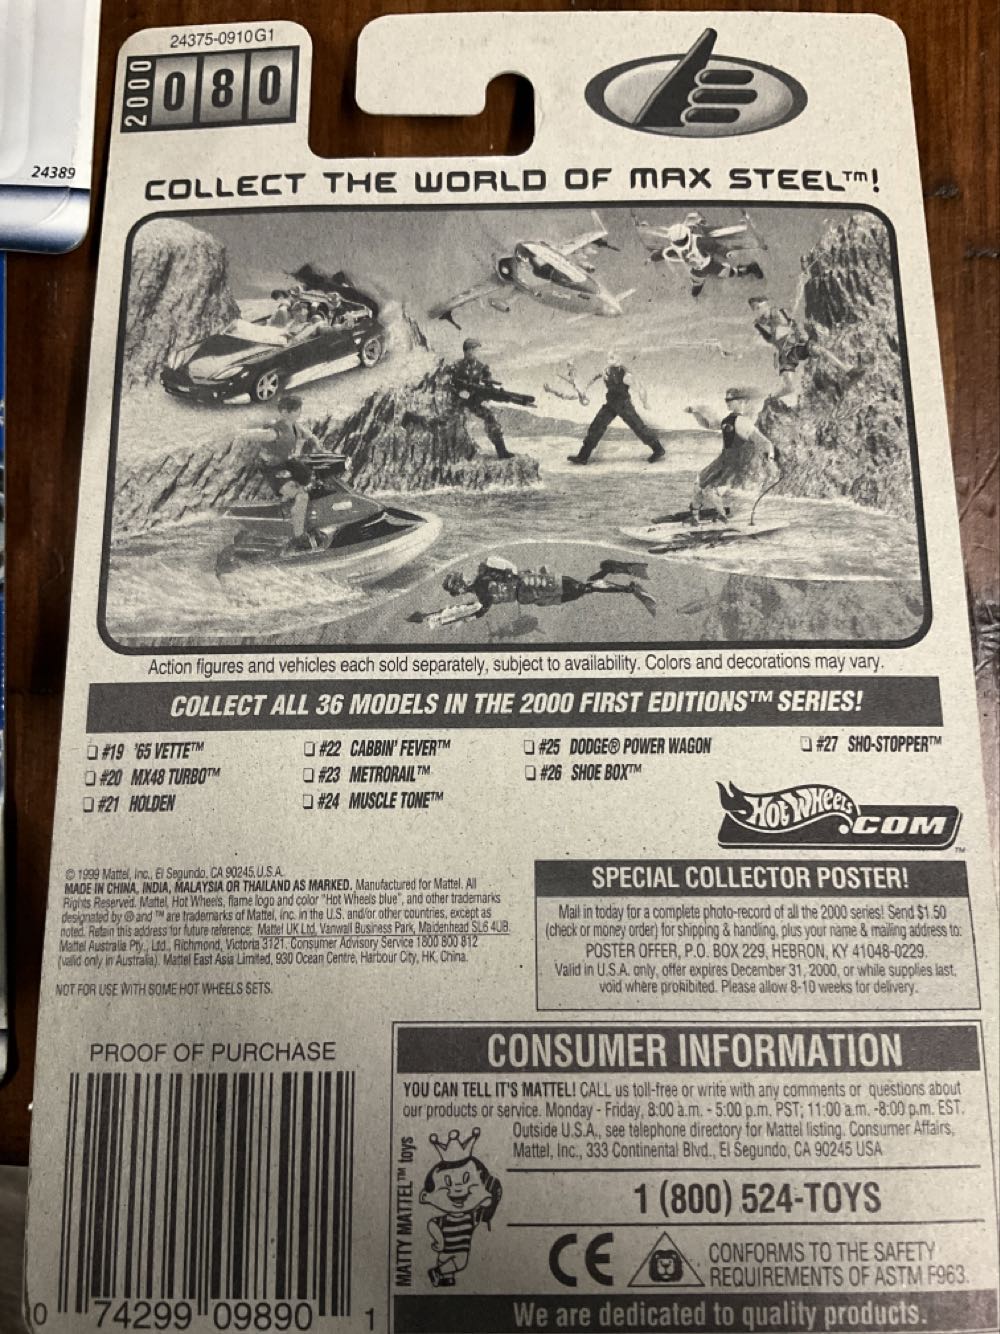 24375-0910G1
2000 080
24389
COLLECT THE WORLD OF MAX STEEL™!
Action figures and vehicles each sold separately, subject to availability. Colors and decorations may vary.
COLLECT ALL 36 MODELS IN THE 2000 FIRST EDITIONS™ SERIES!
❑ #19 '65 VETTE™
❑ #20 MX48 TURBO™
❑ #21 HOLDEN
❑ #22 CABBIN' FEVER™
❑ #23 METRORAIL™
❑ #24 MUSCLE TONE™
❑ #25 DODGE® POWER WAGON
❑ #26 SHOE BOX™
❑ #27 SHO-STOPPER™
HOT WHEELS.COM™
© 1999 Mattel, Inc., El Segundo, CA 90245 U.S.A.
MADE IN CHINA, INDIA, MALAYSIA OR THAILAND AS MARKED. Manufactured for Mattel. All
Rights Reserved. Mattel, Hot Wheels, flame logo and color "Hot Wheels blue", and other trademarks
designated by ® and ™ are trademarks of Mattel, Inc. in the U.S. and/or other countries, except as
noted. Retain this address for future reference: Mattel UK Ltd, Vanwall Business Park, Maidenhead SL6 4UB.
Mattel Australia Pty., Ltd., Richmond, Victoria 3121. Consumer Advisory Service 1800 800 812
(valid only in Australia). Mattel East Asia Limited, 930 Ocean Centre, Harbour City, HK, China.
NOT FOR USE WITH SOME HOT WHEELS SETS.
SPECIAL COLLECTOR POSTER!
Mail in today for a complete photo-record of all the 2000 series! Send $1.50
(check or money order) for shipping & handling, plus your name & mailing address to:
POSTER OFFER, P.O. BOX 229, HEBRON, KY 41048-0229.
Valid in U.S.A. only, offer expires December 31, 2000, or while supplies last,
void where prohibited. Please allow 8-10 weeks for delivery.
PROOF OF PURCHASE
0 74299 09890 1
CONSUMER INFORMATION
YOU CAN TELL IT'S MATTEL! CALL us toll-free or write with any comments or questions about
our products or service. Monday - Friday, 8:00 a.m. - 5:00 p.m. PST; 11:00 a.m. -8:00 p.m. EST.
Outside U.S.A., see telephone directory for Mattel listing. Consumer Affairs,
Mattel, Inc., 333 Continental Blvd., El Segundo, CA 90245 USA
MATTY MATTEL™ toys
1 (800) 524-TOYS
CE
CONFORMS TO THE SAFETY
REQUIREMENTS OF ASTM F963.
We are dedicated to quality products.